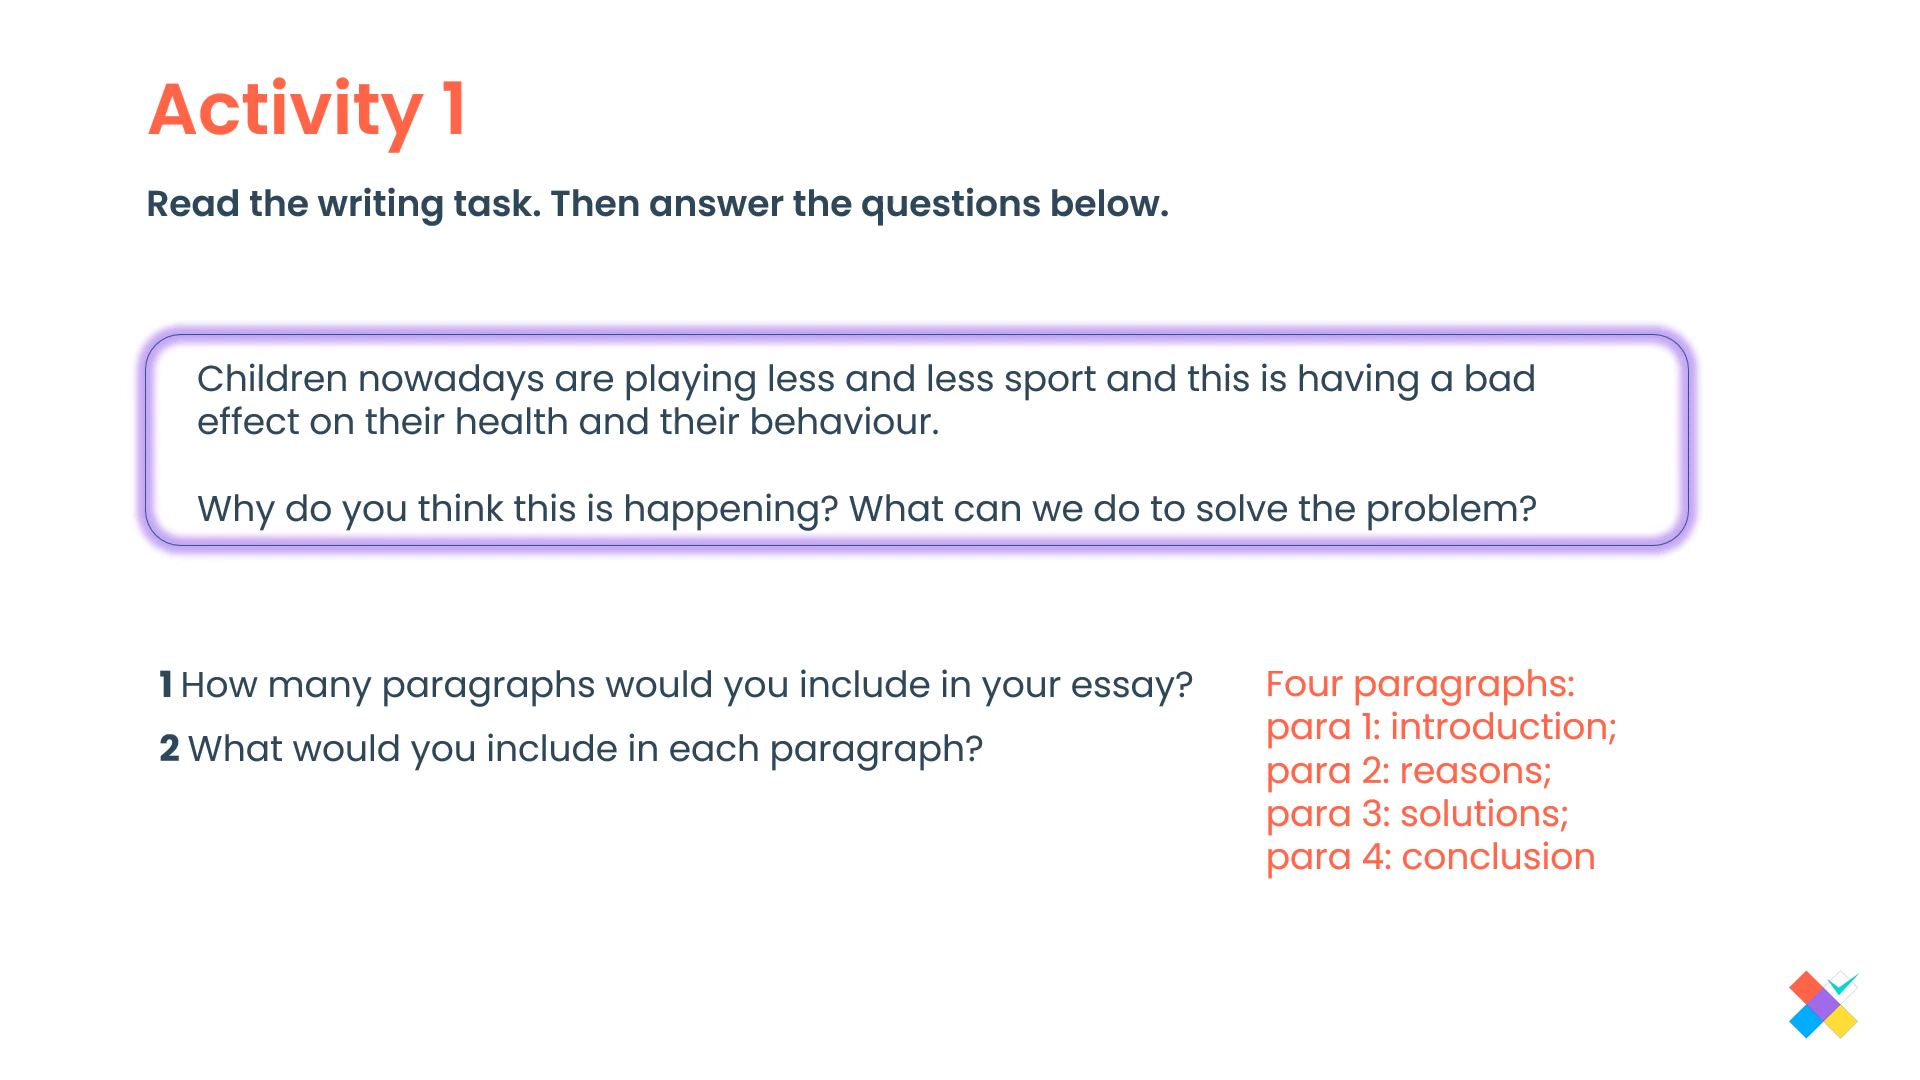 Activity 1
Read the writing task. Then answer the questions below.
Children nowadays are playing less and less sport and this is having a bad
effect on their health and their behaviour.
Why do you think this is happening? What can we do to solve the problem?
1 How many paragraphs would you include in your essay?
2 What would you include in each paragraph?
Four paragraphs:
para 1: introduction;
para 2: reasons;
para 3: solutions;
para 4: conclusion